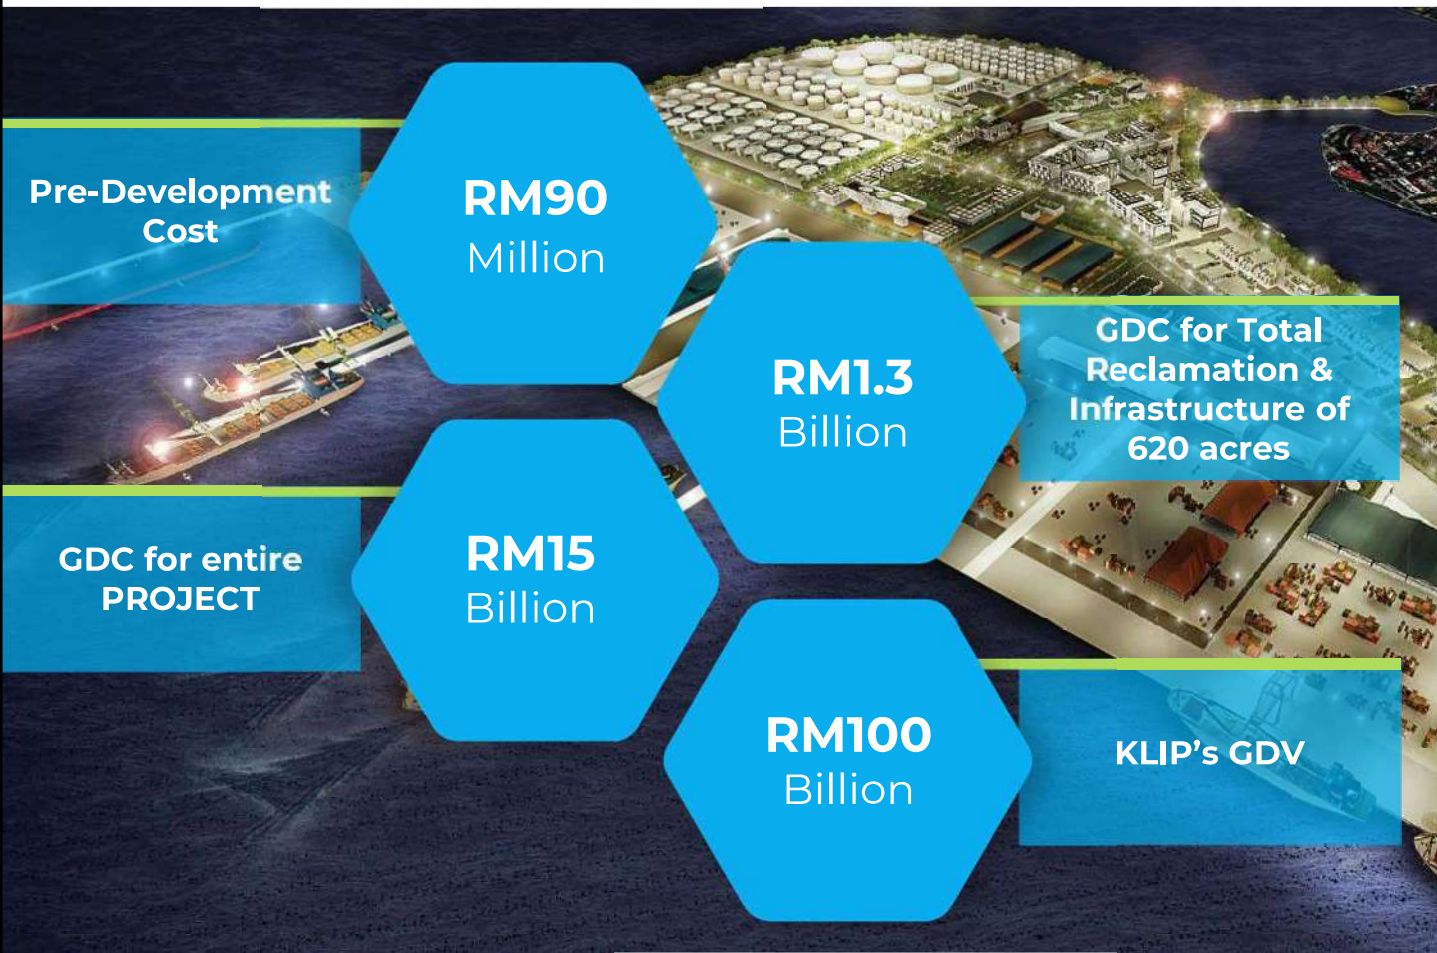 Pre-Development
Cost
RM90
Million
RM1.3
Billion
GDC for Total
Reclamation &
Infrastructure of
620 acres
GDC for entire
PROJECT
RM15
Billion
RM100
Billion
KLIP’s GDV